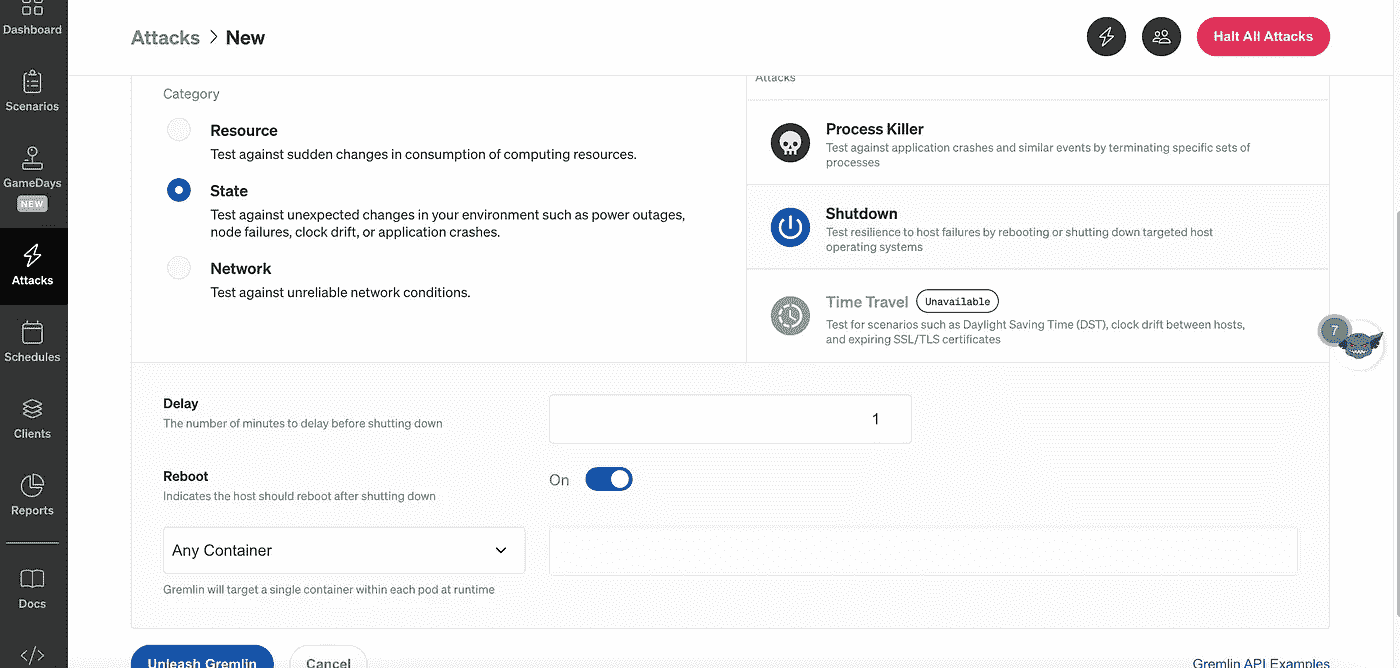 Dashboard
Scenarios
GameDays
NEW
Attacks
Schedules
Clients
Reports
Docs
Attacks > New
Halt All Attacks
Category
Resource
Test against sudden changes in consumption of computing resources.
State
Test against unexpected changes in your environment such as power outages,
node failures, clock drift, or application crashes.
Network
Test against unreliable network conditions.
Attacks
Process Killer
Test against application crashes and similar events by terminating specific sets of
processes
Shutdown
Test resilience to host failures by rebooting or shutting down targeted host
operating systems
Time Travel Unavailable
Test for scenarios such as Daylight Saving Time (DST), clock drift between hosts,
and expiring SSL/TLS certificates
7
Delay
The number of minutes to delay before shutting down
1
Reboot
Indicates the host should reboot after shutting down
On
Any Container
Gremlin will target a single container within each pod at runtime
Unleash Gremlin
Cancel
Gremlin API Examples